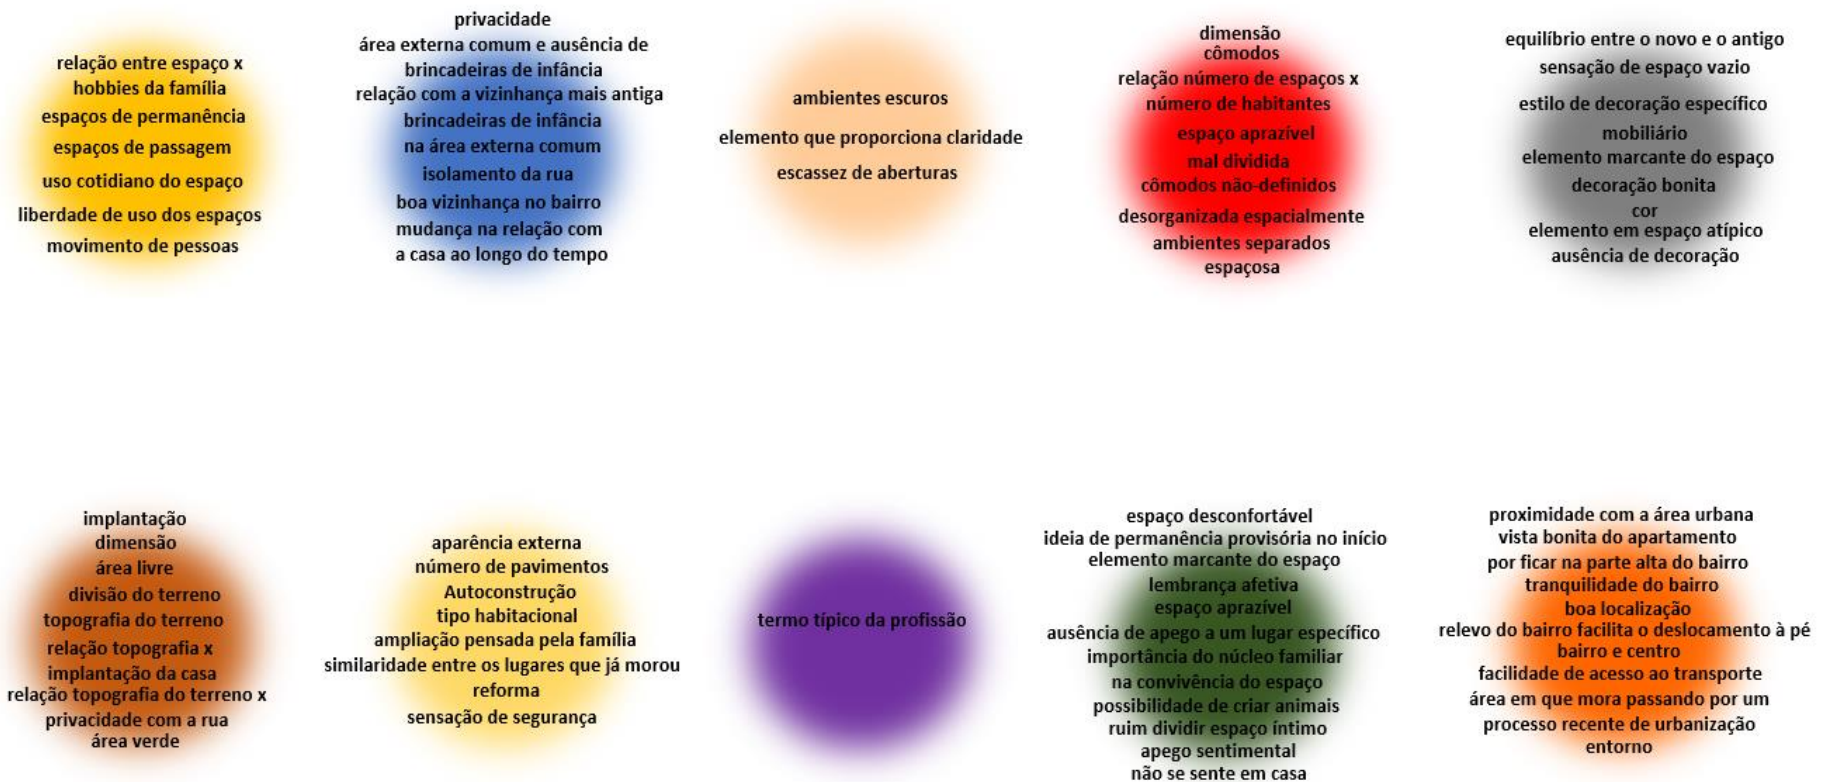 relação entre espaço x
hobbies da família
espaços de permanência
espaços de passagem
uso cotidiano do espaço
liberdade de uso dos espaços
movimento de pessoas
privacidade
área externa comum e ausência de
brincadeiras de infância
relação com a vizinhança mais antiga
brincadeiras de infância
na área externa comum
isolamento da rua
boa vizinhança no bairro
mudança na relação com
a casa ao longo do tempo
ambientes escuros
elemento que proporciona claridade
escassez de aberturas
dimensão
cômodos
relação número de espaços x
número de habitantes
espaço aprazível
mal dividida
cômodos não-definidos
desorganizada espacialmente
ambientes separados
espaçosa
equilíbrio entre o novo e o antigo
sensação de espaço vazio
estilo de decoração específico
mobiliário
elemento marcante do espaço
decoração bonita
cor
elemento em espaço atípico
ausência de decoração
implantação
dimensão
área livre
divisão do terreno
topografia do terreno
relação topografia x
implantação da casa
relação topografia do terreno x
privacidade com a rua
área verde
aparência externa
número de pavimentos
Autoconstrução
tipo habitacional
ampliação pensada pela família
similaridade entre os lugares que já morou
reforma
sensação de segurança
termo típico da profissão
espaço desconfortável
ideia de permanência provisória no início
elemento marcante do espaço
lembrança afetiva
espaço aprazível
ausência de apego a um lugar específico
importância do núcleo familiar
na convivência do espaço
possibilidade de criar animais
ruim dividir espaço íntimo
apego sentimental
não se sente em casa
proximidade com a área urbana
vista bonita do apartamento
por ficar na parte alta do bairro
tranquilidade do bairro
boa localização
relevo do bairro facilita o deslocamento à pé
bairro e centro
facilidade de acesso ao transporte
área em que mora passando por um
processo recente de urbanização
entorno